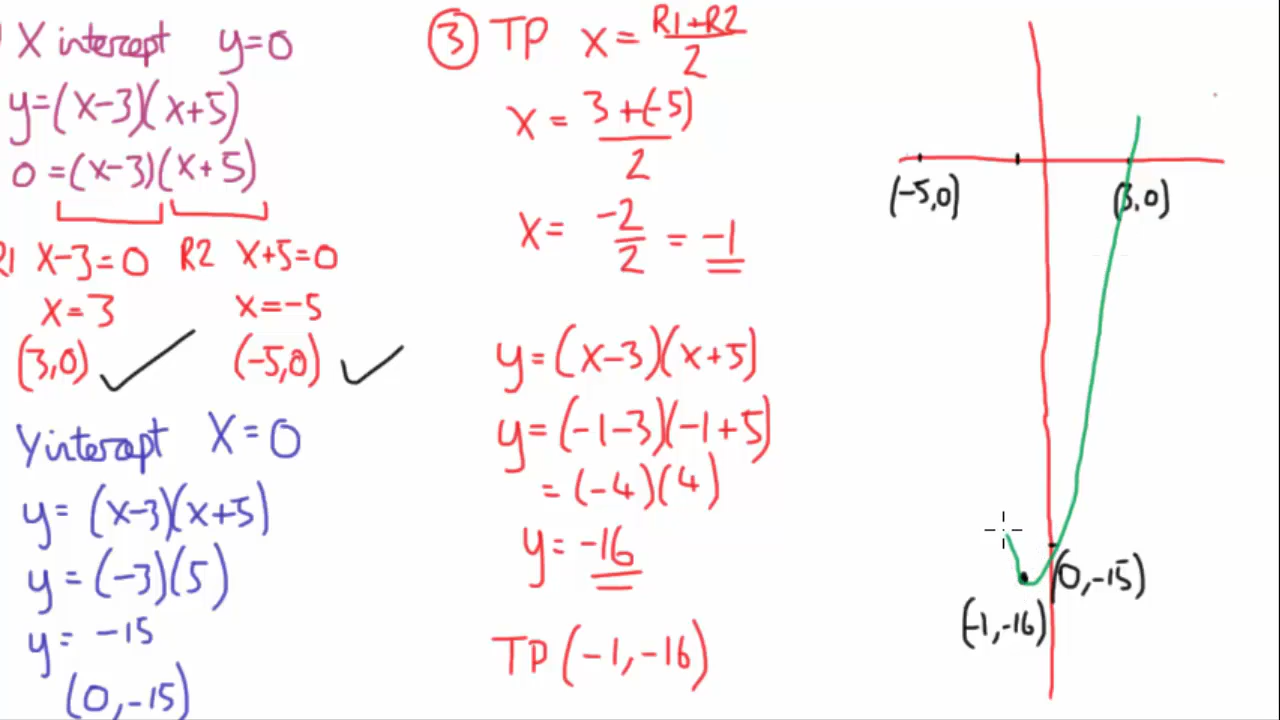 X intercept y=0
y=(x-3)(x+5)
0=(x-3)(x+5)
R1 x-3=0 R2 x+5=0
x=3 x=-5
(3,0) (-5,0)
Y intercept X=0
y=(x-3)(x+5)
y=(-3)(5)
y=-15
(0,-15)
3 TP x=R1+R2/2
x=3+(-5)/2
x=-2/2=-1
y=(x-3)(x+5)
y=(-1-3)(-1+5)
=(-4)(4)
y=-16
TP(-1,-16)
(-5,0) (3,0)
(0,-15)
(-1,-16)